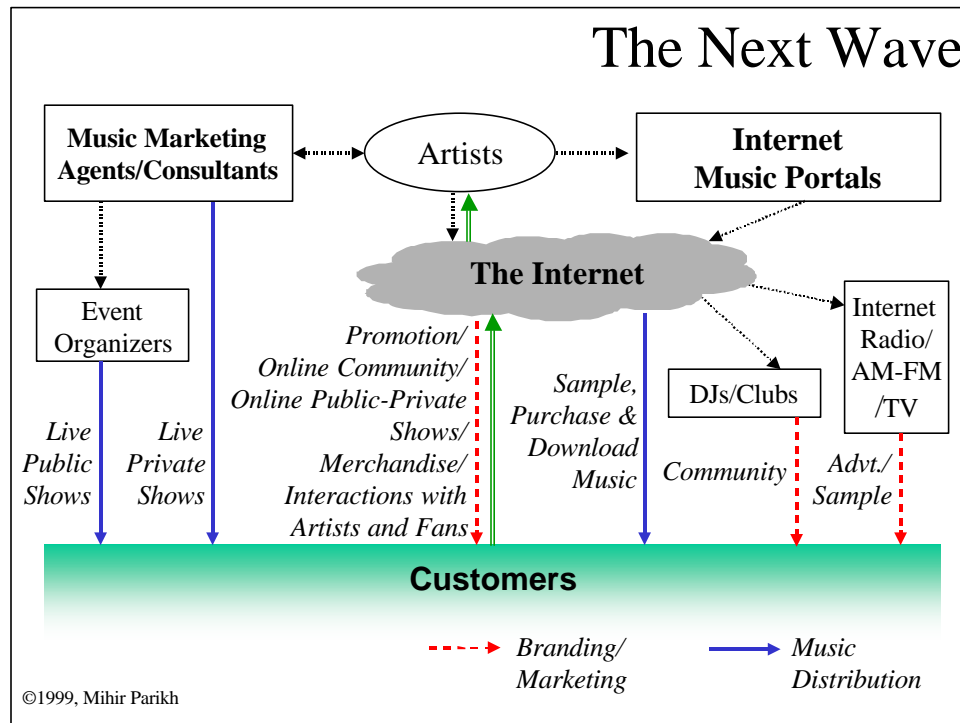 The Next Wave
Music Marketing
Agents/Consultants
Artists
Internet
Music Portals
The Internet
Event
Organizers
Promotion/
Online Community/
Online Public-Private
Shows/
Merchandise/
Interactions with
Artists and Fans
Sample,
Purchase &
Download
Music
DJs/Clubs
Internet
Radio/
AM-FM
/TV
Live
Public
Shows
Live
Private
Shows
Community
Advt./
Sample
Customers
Branding/
Marketing
Music
Distribution
©1999, Mihir Parikh